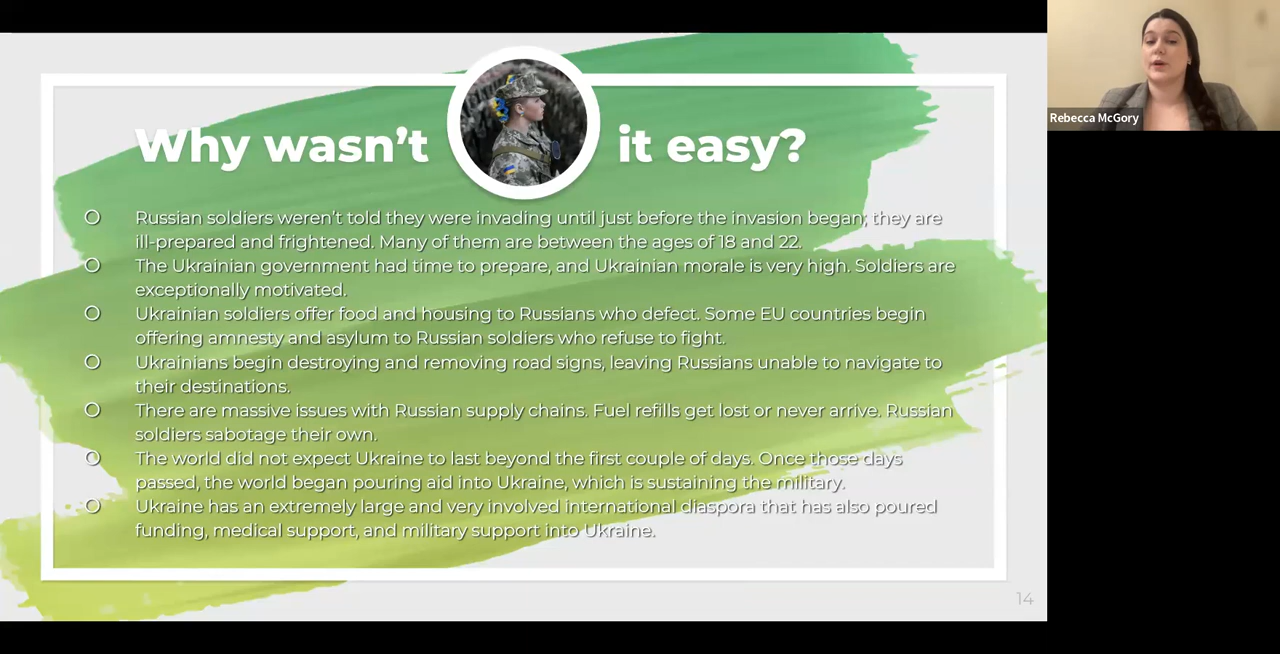 Why wasn't it easy?
Russian soldiers weren't told they were invading until just before the invasion began; they are
ill-prepared and frightened. Many of them are between the ages of 18 and 22.
The Ukrainian government had time to prepare, and Ukrainian morale is very high. Soldiers are
exceptionally motivated.
Ukrainian soldiers offer food and housing to Russians who defect. Some EU countries begin
offering amnesty and asylum to Russian soldiers who refuse to fight.
Ukrainians begin destroying and removing road signs, leaving Russians unable to navigate to
their destinations.
There are massive issues with Russian supply chains. Fuel refills get lost or never arrive. Russian
soldiers sabotage their own.
The world did not expect Ukraine to last beyond the first couple of days. Once those days
passed, the world began pouring aid into Ukraine, which is sustaining the military.
Ukraine has an extremely large and very involved international diaspora that has also poured
funding, medical support, and military support into Ukraine.
14
Rebecca McGory